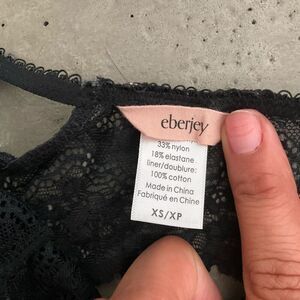 eberjey
33% nylon
18% elastane
liner/doublure:
100% cotton
Made in China
Fabriqué en Chine
XS/XP